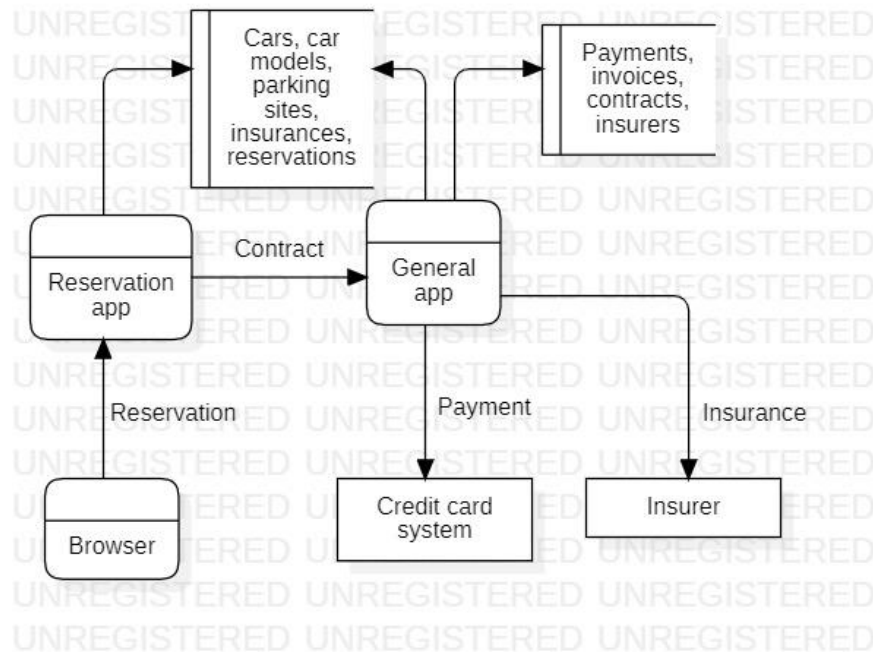 Cars, car
models,
parking
sites,
insurances,
reservations
Payments,
invoices,
contracts,
insurers
Contract
Reservation
app
General
app
Reservation
Payment
Insurance
Browser
Credit card
system
Insurer
UNREGISTERED